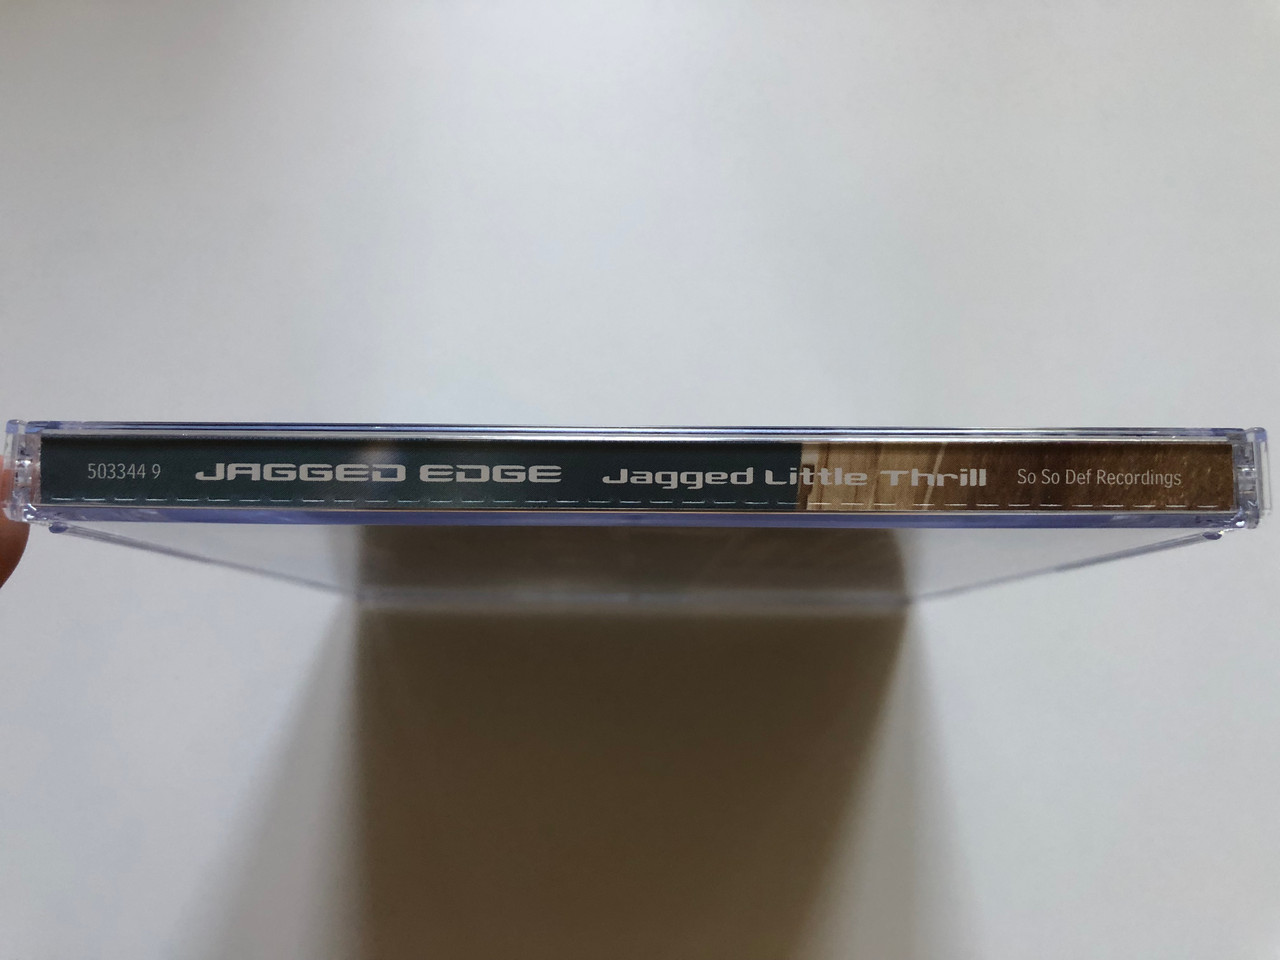 503344 9 JAGGED EDGE Jagged Little Thrill So So Def Recordings